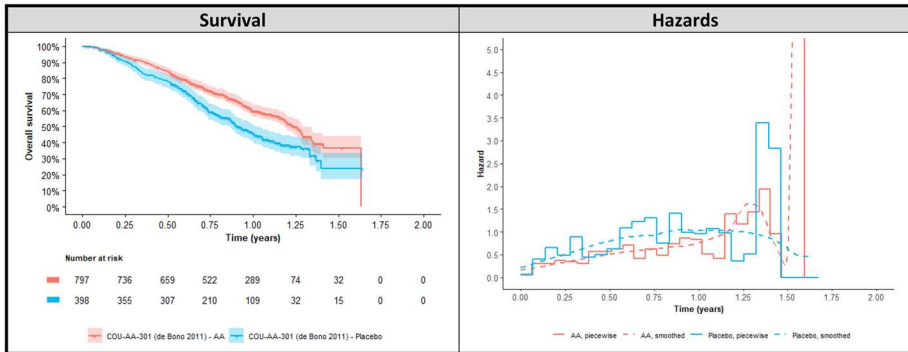 Survival
Hazards
100%
90%
80%
70%
60%
50%
40%
30%
20%
10%
0%
Overall survival
0.00 0.25 0.50 0.75 1.00 1.25 1.50 1.75 2.00
Time (years)
Number at risk
797 736 659 522 289 74 32 0 0
398 355 307 210 109 32 15 0 0
COU-AA-301 (de Bono 2011) - AA COU-AA-301 (de Bono 2011) - Placebo
5.0
4.5
4.0
3.5
3.0
2.5
2.0
1.5
1.0
0.5
0.0
Hazard
0.00 0.25 0.50 0.75 1.00 1.25 1.50 1.75 2.00
Time (years)
AA, piecewise AA, smoothed Placebo, piecewise Placebo, smoothed